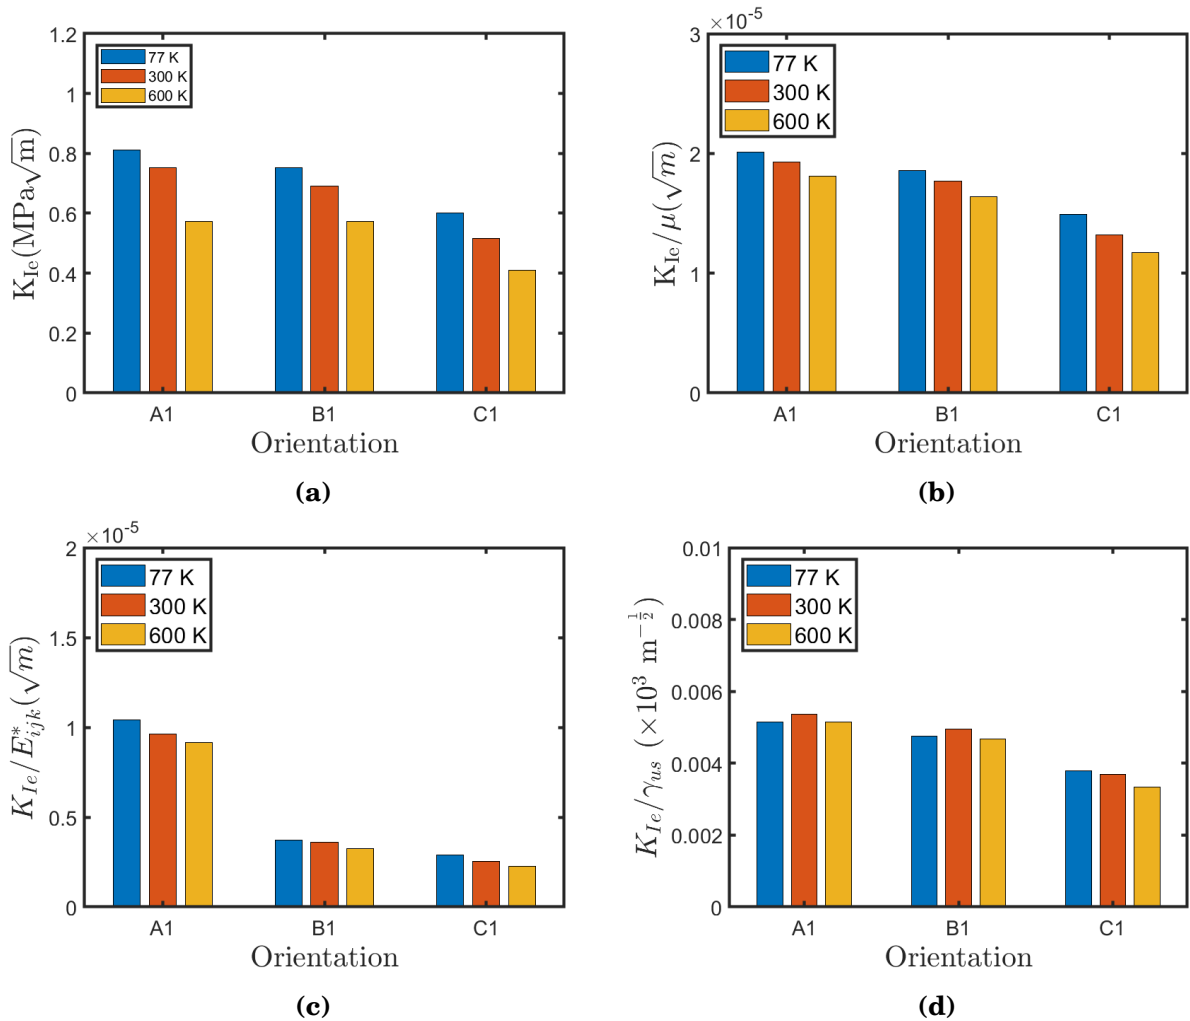 1.2
1
0.8
0.6
0.4
0.2
0
77 K
300 K
600 K
K_Ie(MPa√m)
A1 B1 C1
Orientation
(a)
×10^-5
3
2
1
0
77 K
300 K
600 K
K_Ie/μ(√m)
A1 B1 C1
Orientation
(b)
×10^-5
2
1.5
1
0.5
0
77 K
300 K
600 K
K_Ie/E*_ijk(√m)
A1 B1 C1
Orientation
(c)
0.01
0.008
0.006
0.004
0.002
0
77 K
300 K
600 K
K_Ie/γ_us (×10^3 m^-1/2)
A1 B1 C1
Orientation
(d)